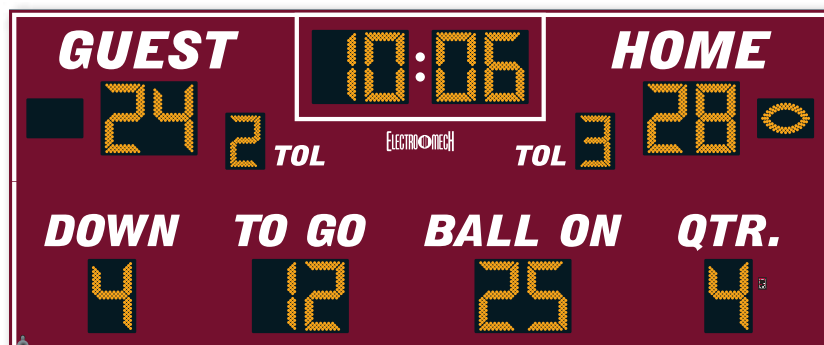 GUEST 10:06 HOME
24 28
2 TOL ELECTRO-MECH TOL 3
DOWN TO GO BALL ON QTR.
4 12 25 4